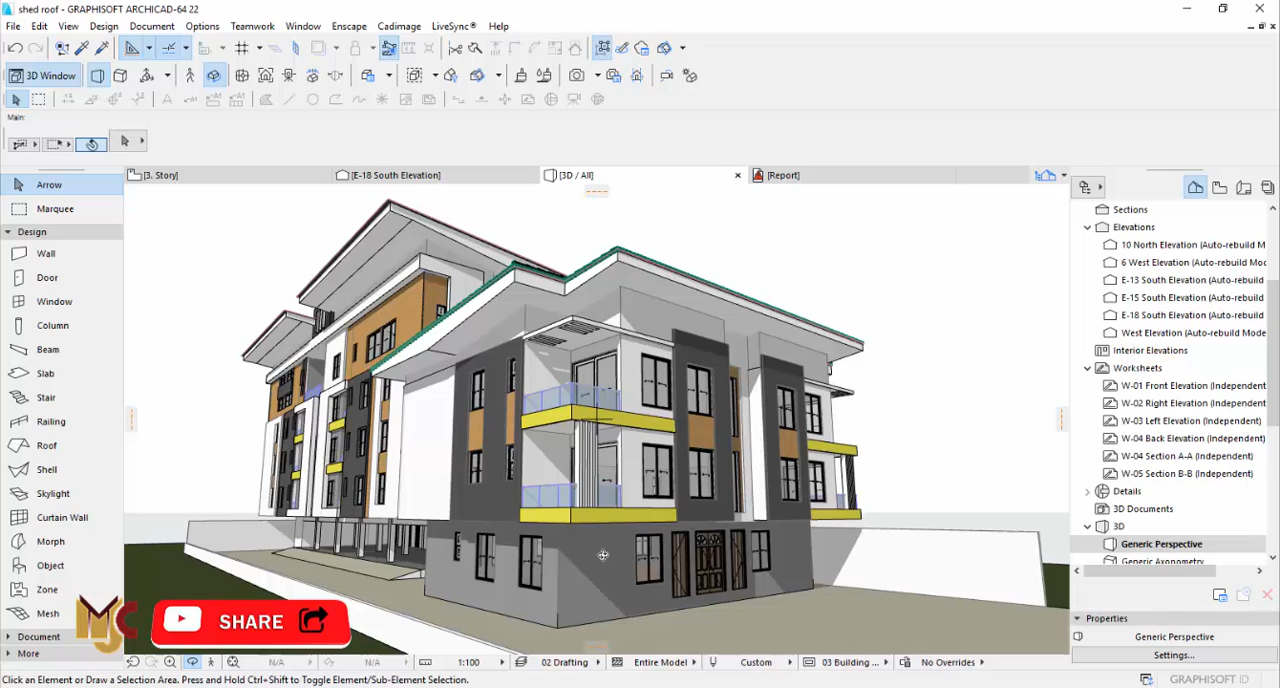 shed roof - GRAPHISOFT ARCHICAD-64 22
File Edit View Design Document Options Teamwork Window Enscape Cadimage LiveSync® Help
3D Window
Main:
[3. Story] [E-18 South Elevation] [3D / All] [Report]
Arrow
Marquee
Design
Wall
Door
Window
Column
Beam
Slab
Stair
Railing
Roof
Shell
Skylight
Curtain Wall
Morph
Object
Zone
Mesh
Document
More
Sections
Elevations
10 North Elevation (Auto-rebuild M
6 West Elevation (Auto-rebuild Moc
E-13 South Elevation (Auto-rebuild
E-15 South Elevation (Auto-rebuild
E-18 South Elevation (Auto-rebuild
West Elevation (Auto-rebuild Mode
Interior Elevations
Worksheets
W-01 Front Elevation (Independent
W-02 Right Elevation (Independent
W-03 Left Elevation (Independent)
W-04 Back Elevation (Independent)
W-04 Section A-A (Independent)
W-05 Section B-B (Independent)
Details
3D Documents
3D
Generic Perspective
Generic Axonometry
Properties
Generic Perspective
Settings...
MJC
SHARE
N/A N/A 1:100 02 Drafting Entire Model Custom 03 Building ... No Overrides
Click an Element or Draw a Selection Area. Press and Hold Ctrl+Shift to Toggle Element/Sub-Element Selection.
GRAPHISOFT ID